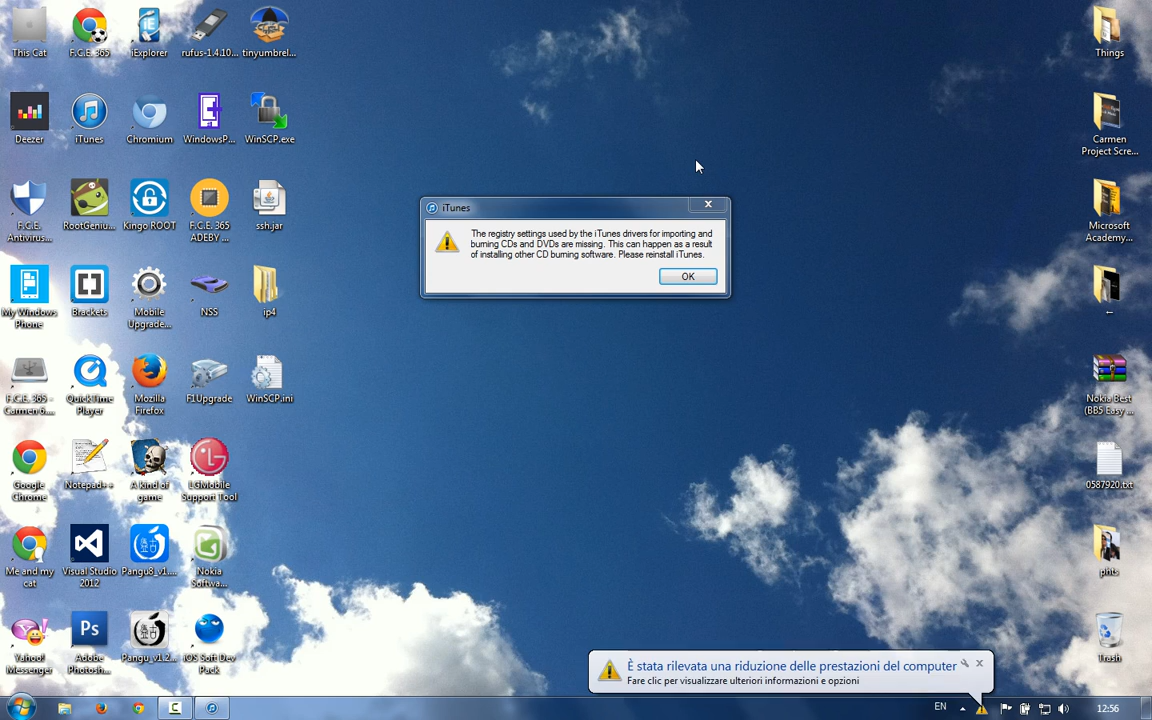 This Cat
F.C.E. 365
iExplorer
rufus-1.4.10...
tinyumbrel...
Things
Deezer
iTunes
Chromium
WindowsP...
WinSCP.exe
Carmen
Project Scre...
iTunes
The registry settings used by the iTunes drivers for importing and
burning CDs and DVDs are missing. This can happen as a result
of installing other CD burning software. Please reinstall iTunes.
OK
F.C.E.
Antivirus...
RootGeniu...
Kingo ROOT
F.C.E. 365
ADEBY ...
ssh.jar
Microsoft
Academy...
My Windows
Phone
Brackets
Mobile
Upgrade...
NSS
ip4
F.C.E. 365 -
Carmen 6....
QuickTime
Player
Mozilla
Firefox
F1Upgrade
WinSCP.ini
Nokia Best
(BB5 Easy ...
Google
Chrome
Notepad++
A kind of
game
LGMobile
Support Tool
0587920.txt
Me and my
cat
Visual Studio
2012
Pangu8_v1....
Nokia
Softwa...
phts
Yahoo!
Messenger
Ps
Adobe
Photosh...
Pangu_v1.2...
iOS Soft Dev
Pack
Trash
È stata rilevata una riduzione delle prestazioni del computer
Fare clic per visualizzare ulteriori informazioni e opzioni
EN
12:56